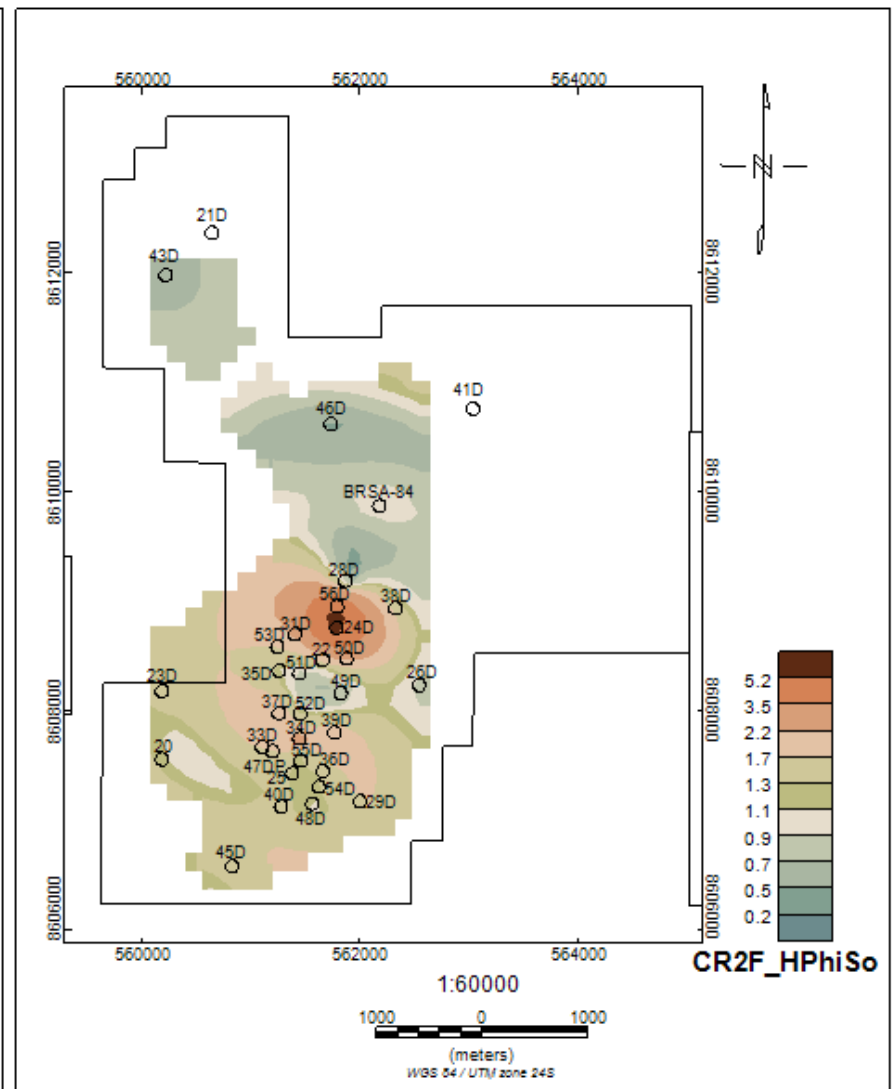 560000 562000 564000
N
21D
43D
8612000 8612000
41D
46D
8610000 BRSA-84 8610000
28D
56D
38D
24D
31D
53D
22 50D
35D 51D
23D 49D 26D
8608000 37D 52D 8608000
39D
34D
33D
20
47DP 55D
25 36D
54D
40D 29D
48D
45D
8606000 8606000
560000 562000 564000
5.2
3.5
2.2
1.7
1.3
1.1
0.9
0.7
0.5
0.2
CR2F_HPhiSo
1:60000
1000 0 1000
(meters)
WGS 84 / UTM zone 24S